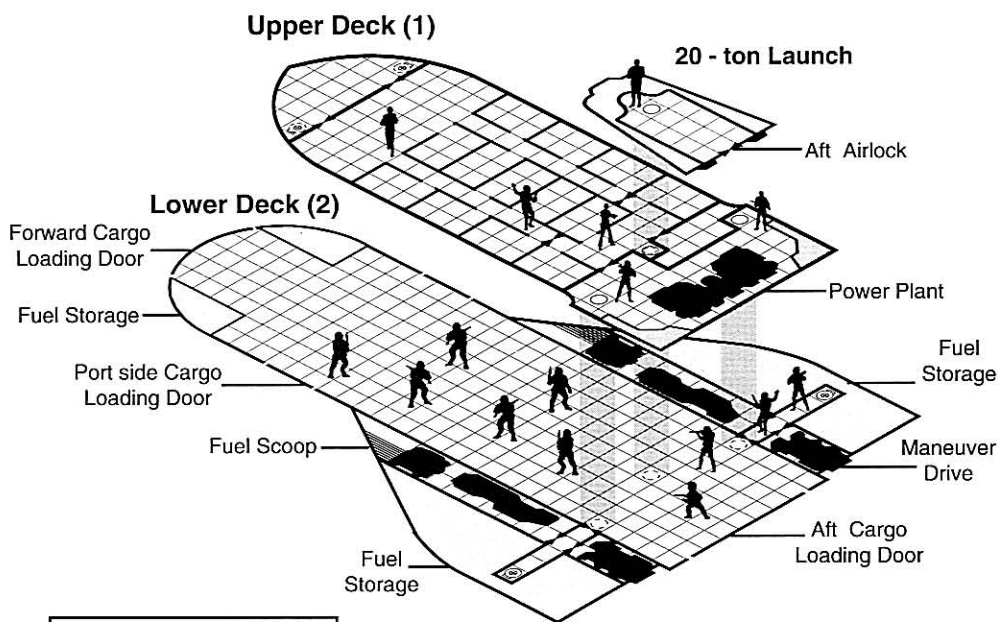 Upper Deck (1)
20 - ton Launch
Aft Airlock
Lower Deck (2)
Forward Cargo
Loading Door
Power Plant
Fuel Storage
Fuel
Storage
Port side Cargo
Loading Door
Fuel Scoop
Maneuver
Drive
Aft Cargo
Loading Door
Fuel
Storage